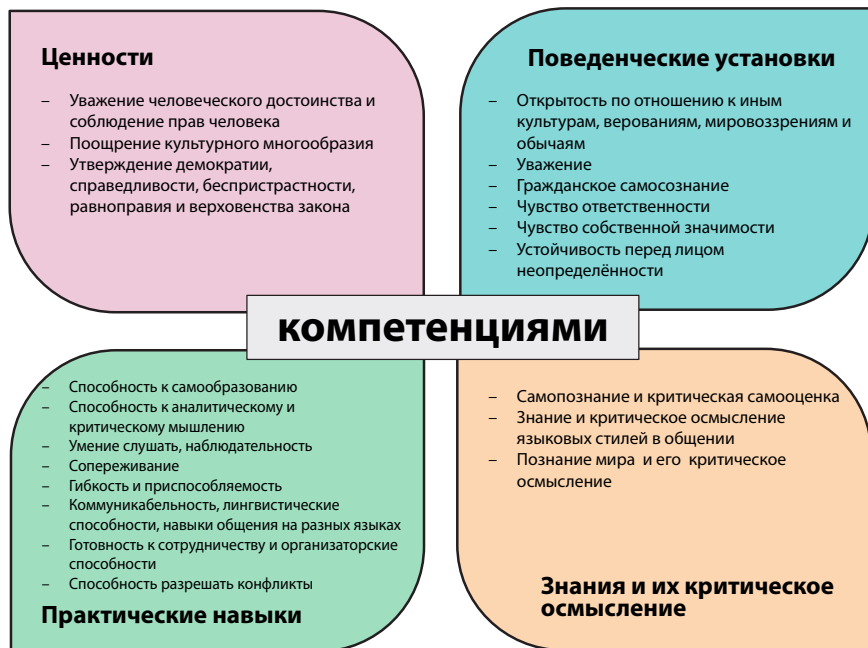 Ценности
– Уважение человеческого достоинства и
соблюдение прав человека
– Поощрение культурного многообразия
– Утверждение демократии,
справедливости, беспристрастности,
равноправия и верховенства закона
Поведенческие установки
– Открытость по отношению к иным
культурам, верованиям, мировоззрениям и
обычаям
– Уважение
– Гражданское самосознание
– Чувство ответственности
– Чувство собственной значимости
– Устойчивость перед лицом
неопределённости
компетенциями
– Способность к самообразованию
– Способность к аналитическому и
критическому мышлению
– Умение слушать, наблюдательность
– Сопереживание
– Гибкость и приспособляемость
– Коммуникабельность, лингвистические
способности, навыки общения на разных языках
– Готовность к сотрудничеству и организаторские
способности
– Способность разрешать конфликты
Практические навыки
– Самопознание и критическая самооценка
– Знание и критическое осмысление
языковых стилей в общении
– Познание мира и его критическое
осмысление
Знания и их критическое
осмысление